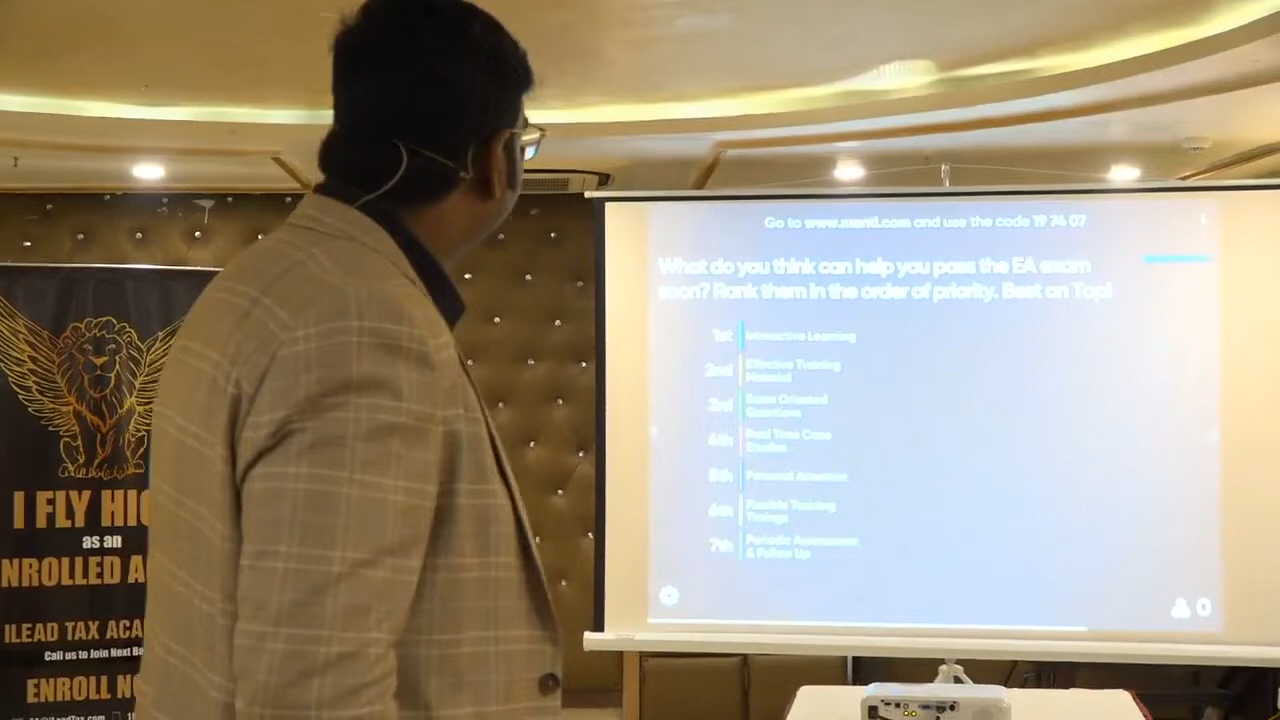 I FLY HIG
as an
NROLLED A
ILEAD TAX ACA
Call us to Join Next Ba
ENROLL NO
Go to www.menti.com and use the code 19 74 07
What do you think can help you pass the EA exam
soon? Rank them in the order of priority. Best on Top!
1st Interactive Learning
2nd Effective Training
Material
3rd Exam Oriented
Questions
4th Real Time Case
Studies
5th Personal Attention
6th Flexible Training
Timings
7th Periodic Assessment
& Follow Up
0